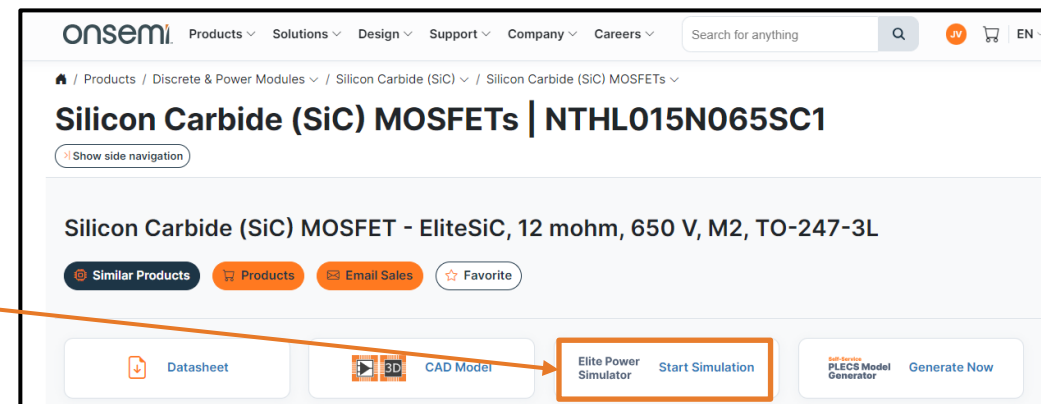 onsemi Products Solutions Design Support Company Careers Search for anything JV EN
/ Products / Discrete & Power Modules / Silicon Carbide (SiC) / Silicon Carbide (SiC) MOSFETs
Silicon Carbide (SiC) MOSFETs | NTHL015N065SC1
Show side navigation
Silicon Carbide (SiC) MOSFET - EliteSiC, 12 mohm, 650 V, M2, TO-247-3L
Similar Products Products Email Sales Favorite
Datasheet
3D CAD Model
Elite Power
Simulator
Start Simulation
Self-Service
PLECS Model
Generator
Generate Now